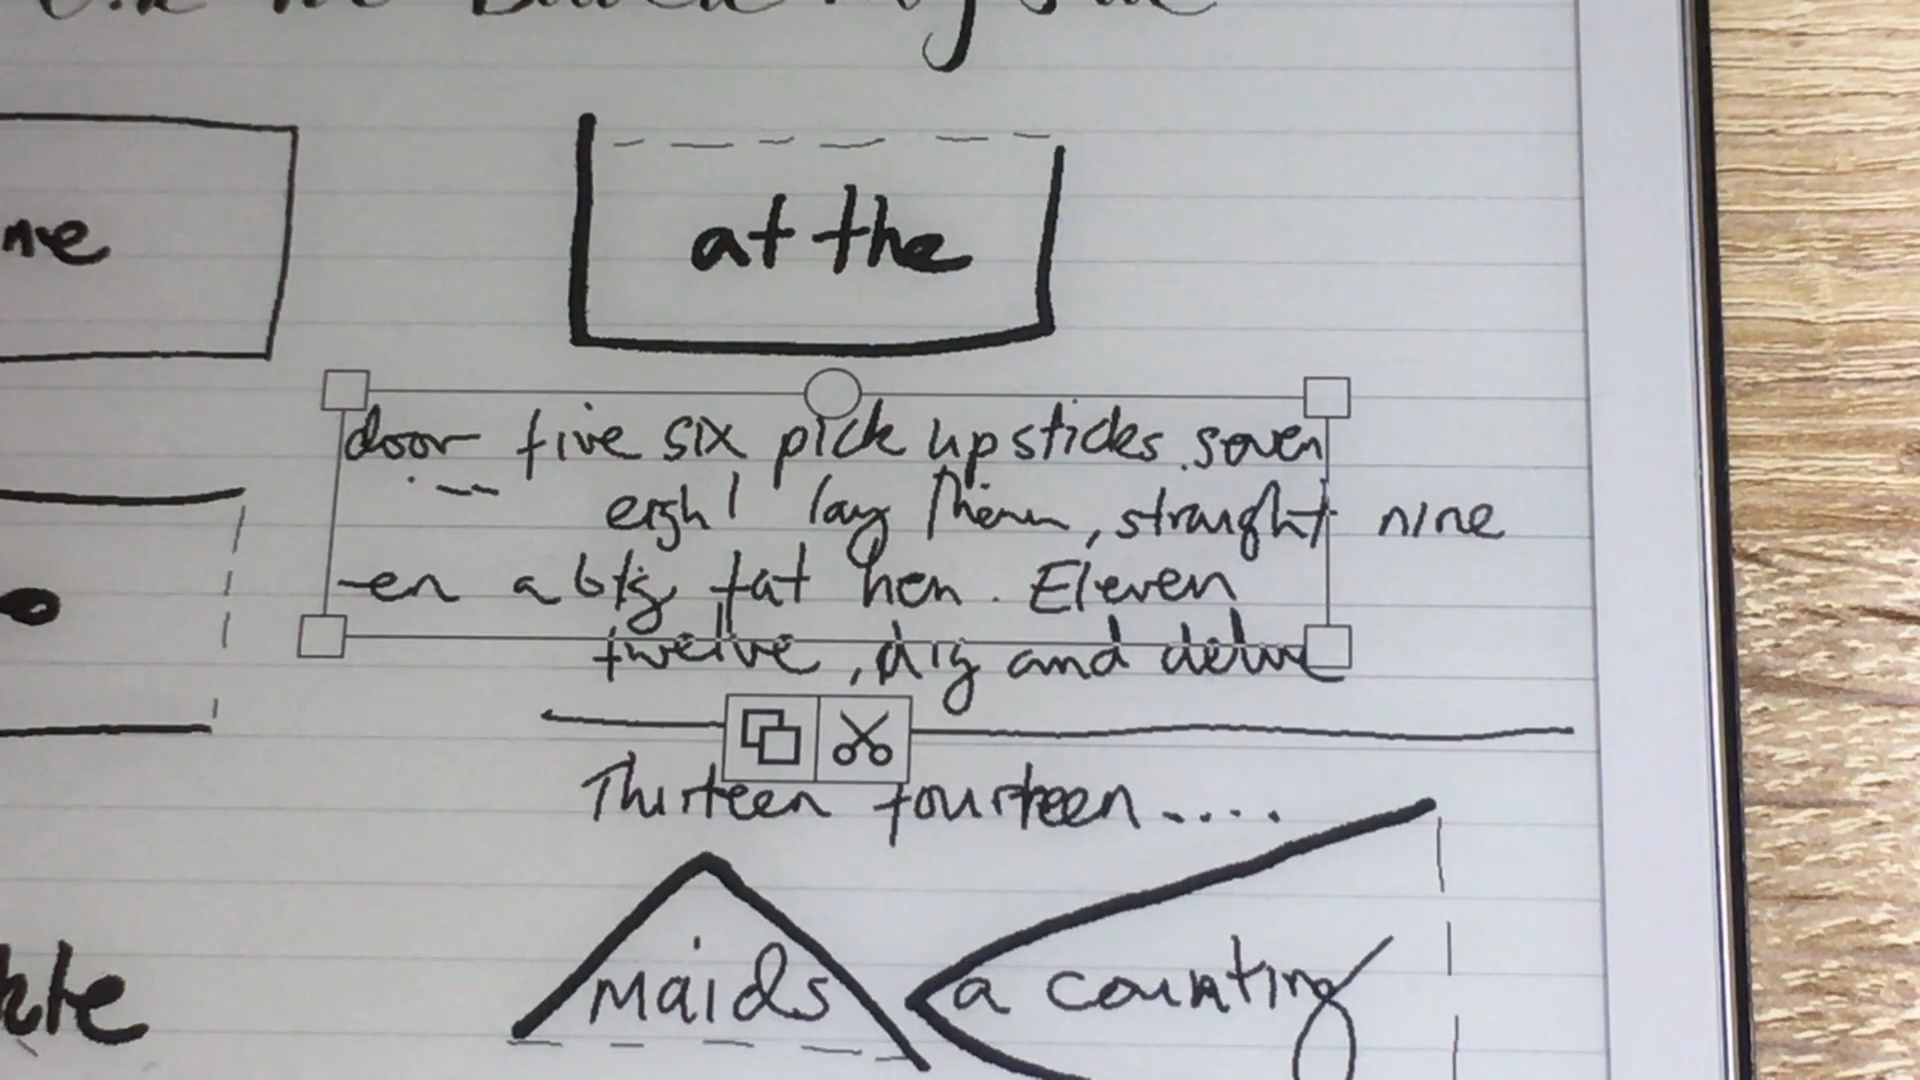 ne
at the
door five six pick up sticks. seven
eight lay them, straight nine
-en a big fat hen. Eleven
twelve, dig and delve
Thirteen fourteen.....
maids
a counting